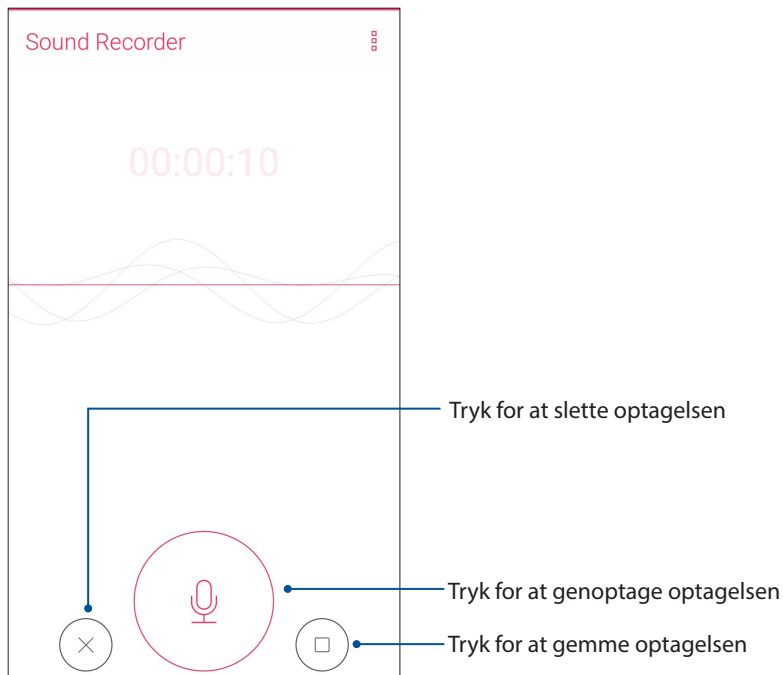 Sound Recorder
00:00:10
Tryk for at slette optagelsen
Tryk for at genoptage optagelsen
Tryk for at gemme optagelsen